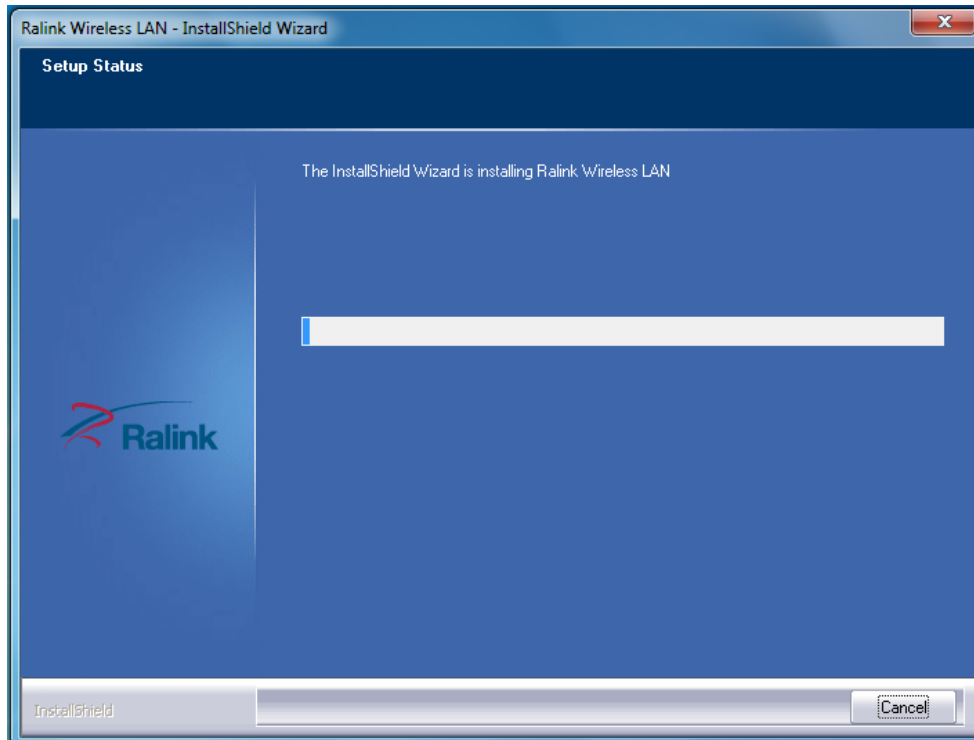 Ralink Wireless LAN - InstallShield Wizard
Setup Status
The InstallShield Wizard is installing Ralink Wireless LAN
Ralink
InstallShield
Cancel